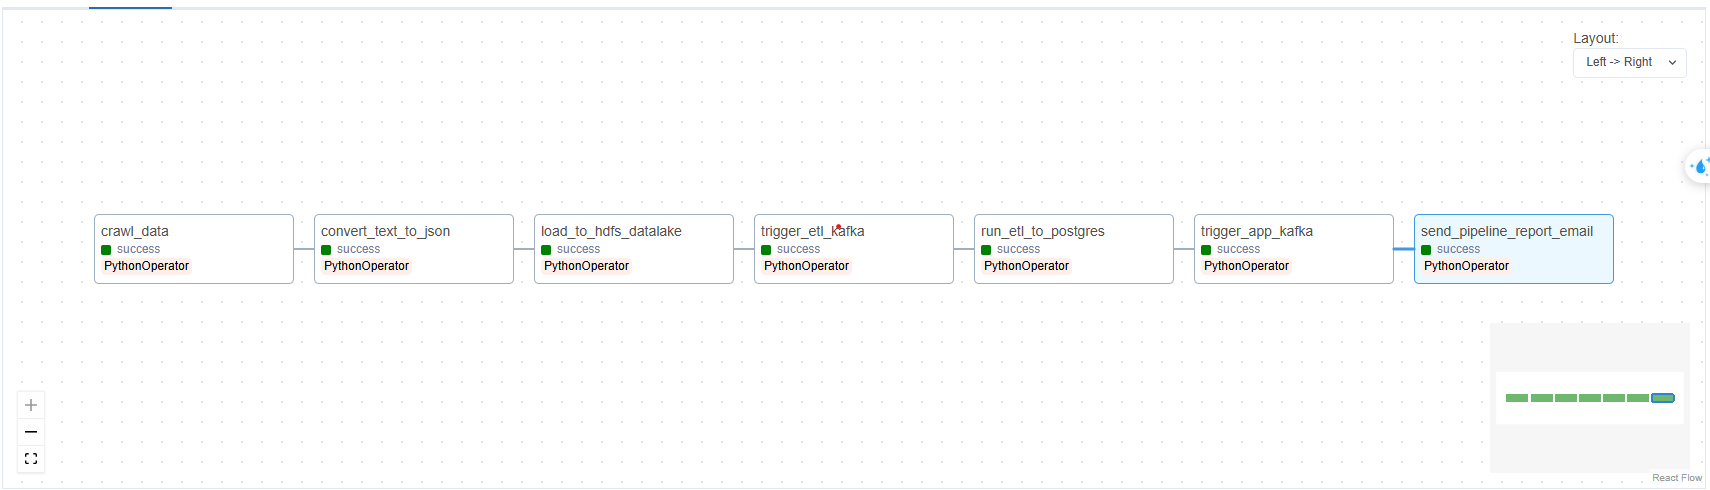 Layout:
Left -> Right
crawl_data
success
PythonOperator
convert_text_to_json
success
PythonOperator
load_to_hdfs_datalake
success
PythonOperator
trigger_etl_kafka
success
PythonOperator
run_etl_to_postgres
success
PythonOperator
trigger_app_kafka
success
PythonOperator
send_pipeline_report_email
success
PythonOperator
React Flow